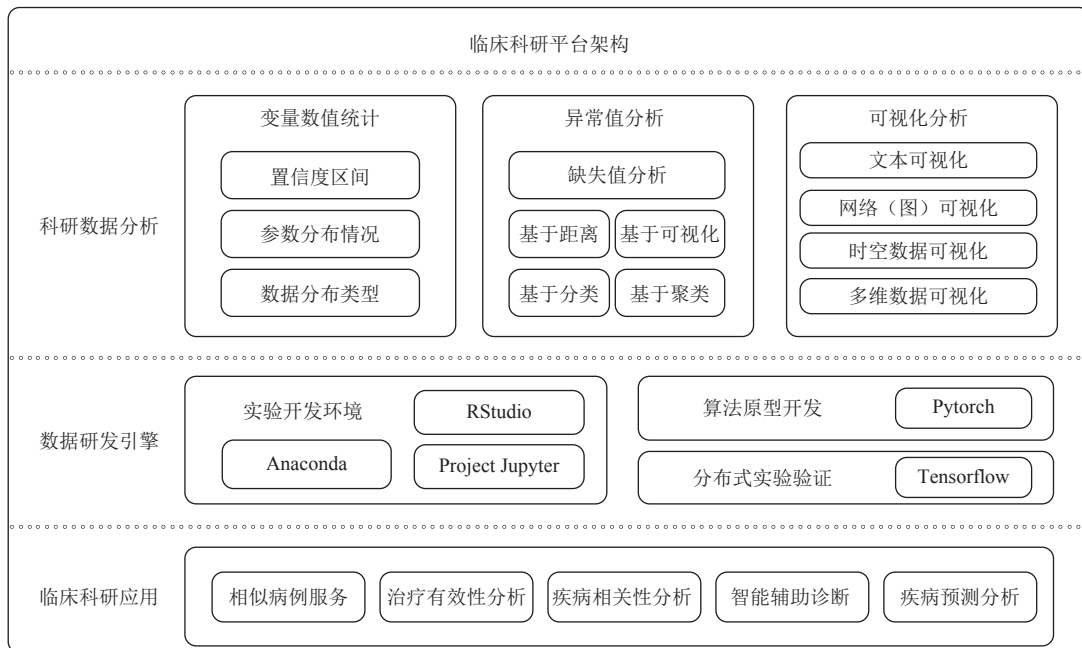 临床科研平台架构
科研数据分析
变量数值统计
置信度区间
参数分布情况
数据分布类型
异常值分析
缺失值分析
基于距离
基于可视化
基于分类
基于聚类
可视化分析
文本可视化
网络（图）可视化
时空数据可视化
多维数据可视化
数据研发引擎
实验开发环境
RStudio
Anaconda
Project Jupyter
算法原型开发
Pytorch
分布式实验验证
Tensorflow
临床科研应用
相似病例服务
治疗有效性分析
疾病相关性分析
智能辅助诊断
疾病预测分析